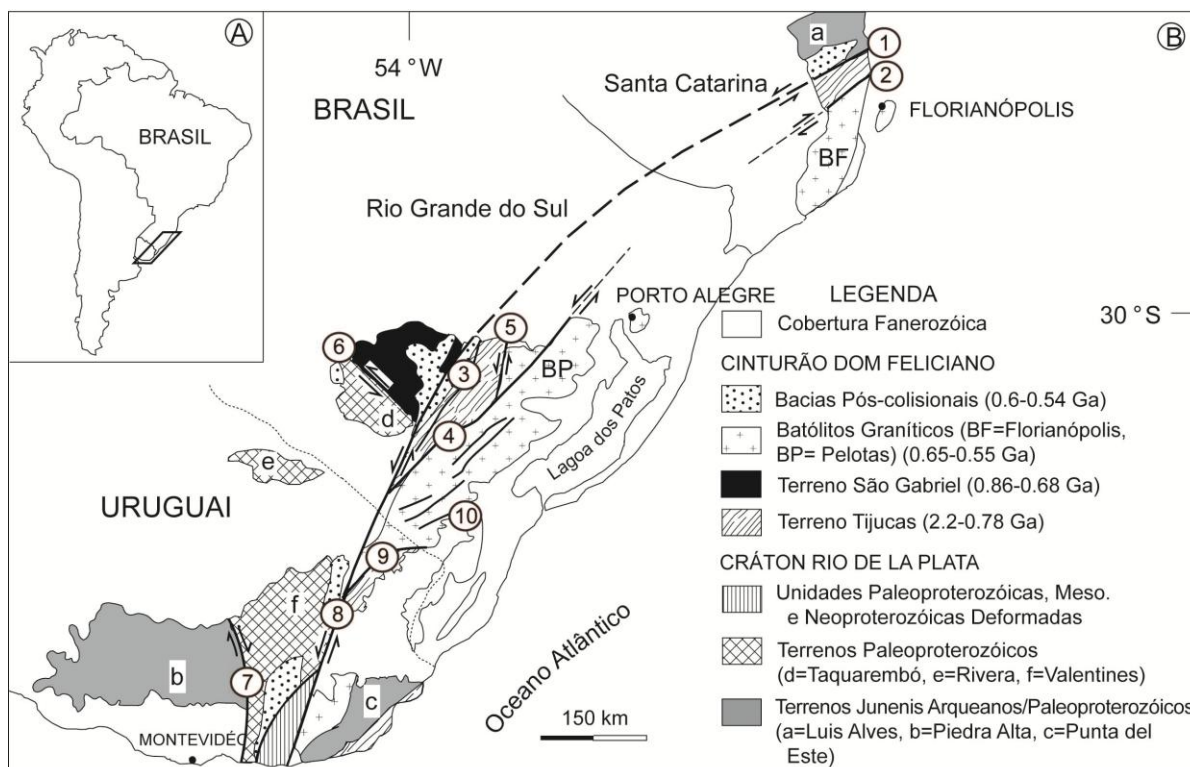 A
BRASIL
54 °W
BRASIL
B
a
1
2
Santa Catarina
FLORIANÓPOLIS
BF
Rio Grande do Sul
PORTO ALEGRE
30 °S
6
5
3
BP
d
4
Lagoa dos Patos
e
URUGUAI
10
9
f
8
b
7
c
MONTEVIDÉ
Oceano Atlântico
150 km
LEGENDA
Cobertura Fanerozóica
CINTURÃO DOM FELICIANO
Bacias Pós-colisionais (0.6-0.54 Ga)
Batólitos Graníticos (BF=Florianópolis,
BP= Pelotas) (0.65-0.55 Ga)
Terreno São Gabriel (0.86-0.68 Ga)
Terreno Tijucas (2.2-0.78 Ga)
CRÁTON RIO DE LA PLATA
Unidades Paleoproterozóicas, Meso.
e Neoproterozóicas Deformadas
Terrenos Paleoproterozóicos
(d=Taquarembó, e=Rivera, f=Valentines)
Terrenos Junenis Arqueanos/Paleoproterozóicos
(a=Luis Alves, b=Piedra Alta, c=Punta del
Este)